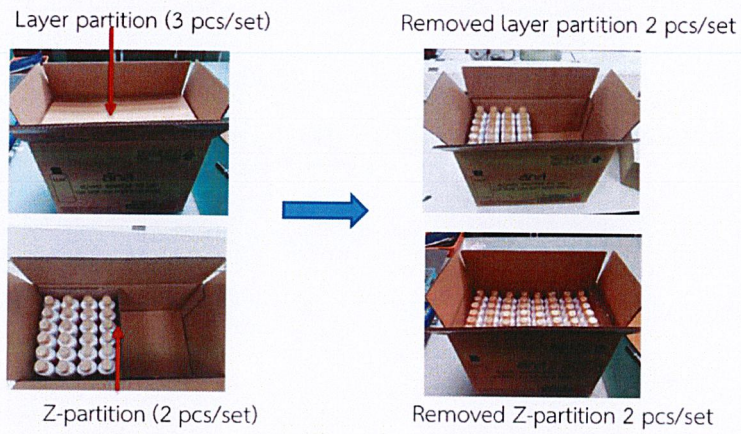 Layer partition (3 pcs/set)
Removed layer partition 2 pcs/set
Z-partition (2 pcs/set)
Removed Z-partition 2 pcs/set